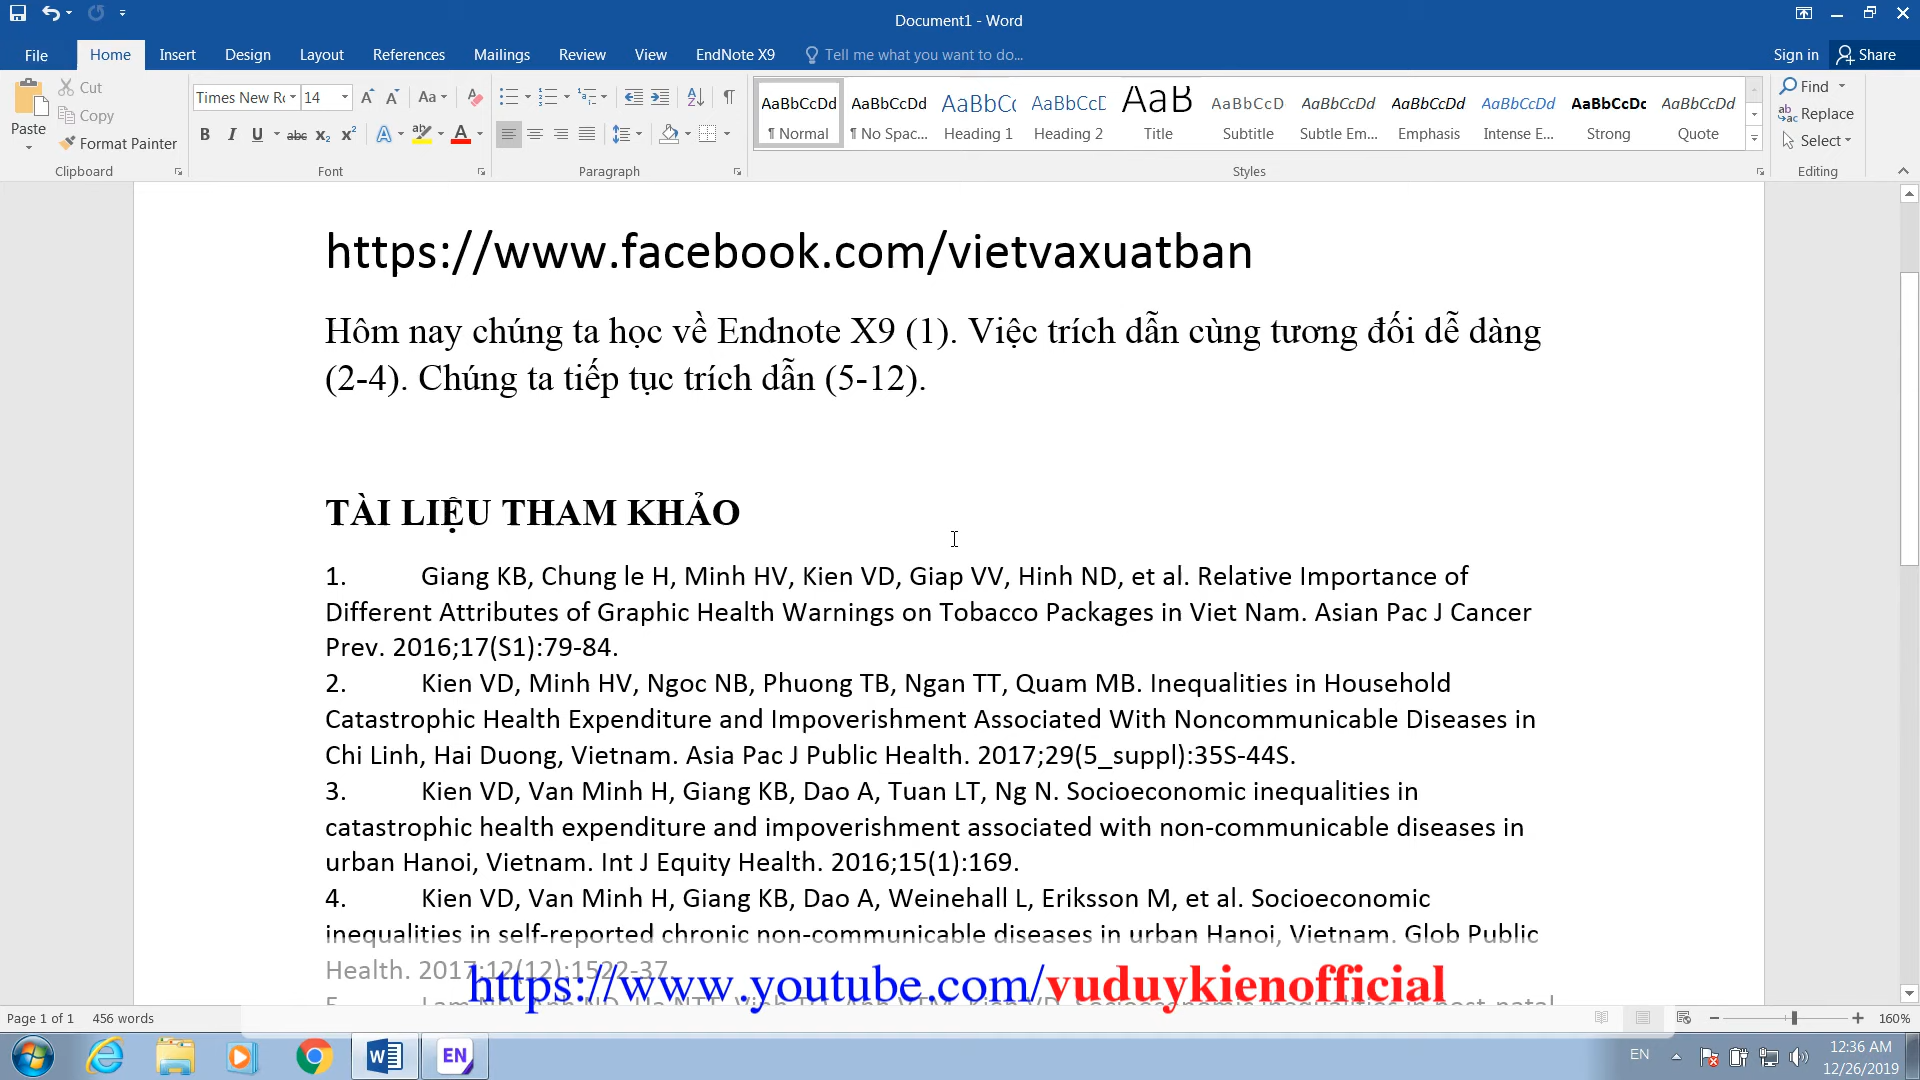 Document1 - Word
File Home Insert Design Layout References Mailings Review View EndNote X9 Tell me what you want to do... Sign in Share
Paste Cut Copy Format Painter
Times New Ro 14
AaBbCcDd AaBbCcDd AaBbCc AaBbCcD AaB AaBbCcD AaBbCcDd AaBbCcDd AaBbCcDd AaBbCcDc AaBbCcDd
¶ Normal ¶ No Spac... Heading 1 Heading 2 Title Subtitle Subtle Em... Emphasis Intense E... Strong Quote
Find
Replace
Select
Clipboard Font Paragraph Styles Editing
https://www.facebook.com/vietvaxuatban
Hôm nay chúng ta học về Endnote X9 (1). Việc trích dẫn cùng tương đối dễ dàng
(2-4). Chúng ta tiếp tục trích dẫn (5-12).
TÀI LIỆU THAM KHẢO
1. Giang KB, Chung le H, Minh HV, Kien VD, Giap VV, Hinh ND, et al. Relative Importance of
Different Attributes of Graphic Health Warnings on Tobacco Packages in Viet Nam. Asian Pac J Cancer
Prev. 2016;17(S1):79-84.
2. Kien VD, Minh HV, Ngoc NB, Phuong TB, Ngan TT, Quam MB. Inequalities in Household
Catastrophic Health Expenditure and Impoverishment Associated With Noncommunicable Diseases in
Chi Linh, Hai Duong, Vietnam. Asia Pac J Public Health. 2017;29(5_suppl):35S-44S.
3. Kien VD, Van Minh H, Giang KB, Dao A, Tuan LT, Ng N. Socioeconomic inequalities in
catastrophic health expenditure and impoverishment associated with non-communicable diseases in
urban Hanoi, Vietnam. Int J Equity Health. 2016;15(1):169.
4. Kien VD, Van Minh H, Giang KB, Dao A, Weinehall L, Eriksson M, et al. Socioeconomic
inequalities in self-reported chronic non-communicable diseases in urban Hanoi, Vietnam. Glob Public
Health. 2017;12(12):1522-37.
https://www.youtube.com/vuduykienofficial
Page 1 of 1 456 words 160%
EN 12:36 AM
12/26/2019